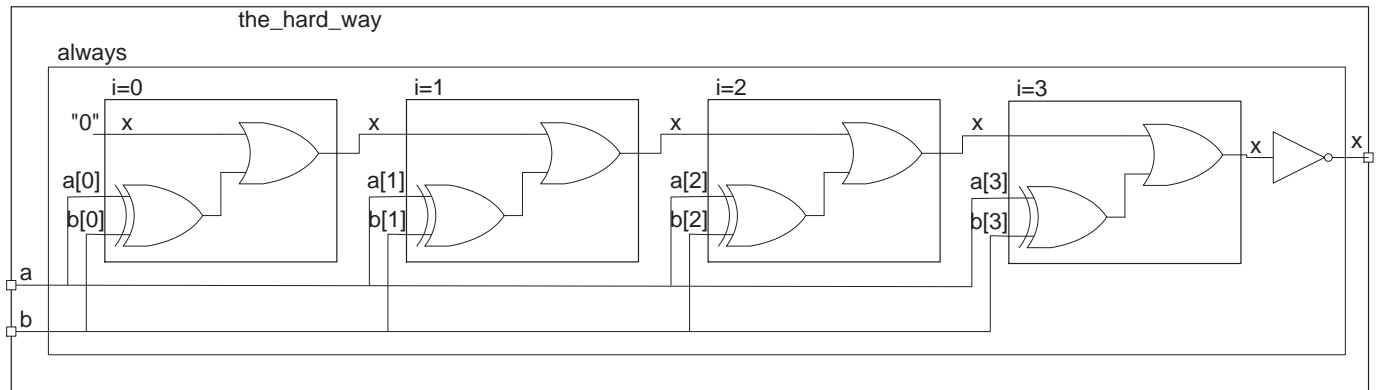 the_hard_way
always
i=0 i=1 i=2 i=3
"0" x x x x x x
a[0] a[1] a[2] a[3]
b[0] b[1] b[2] b[3]
a
b